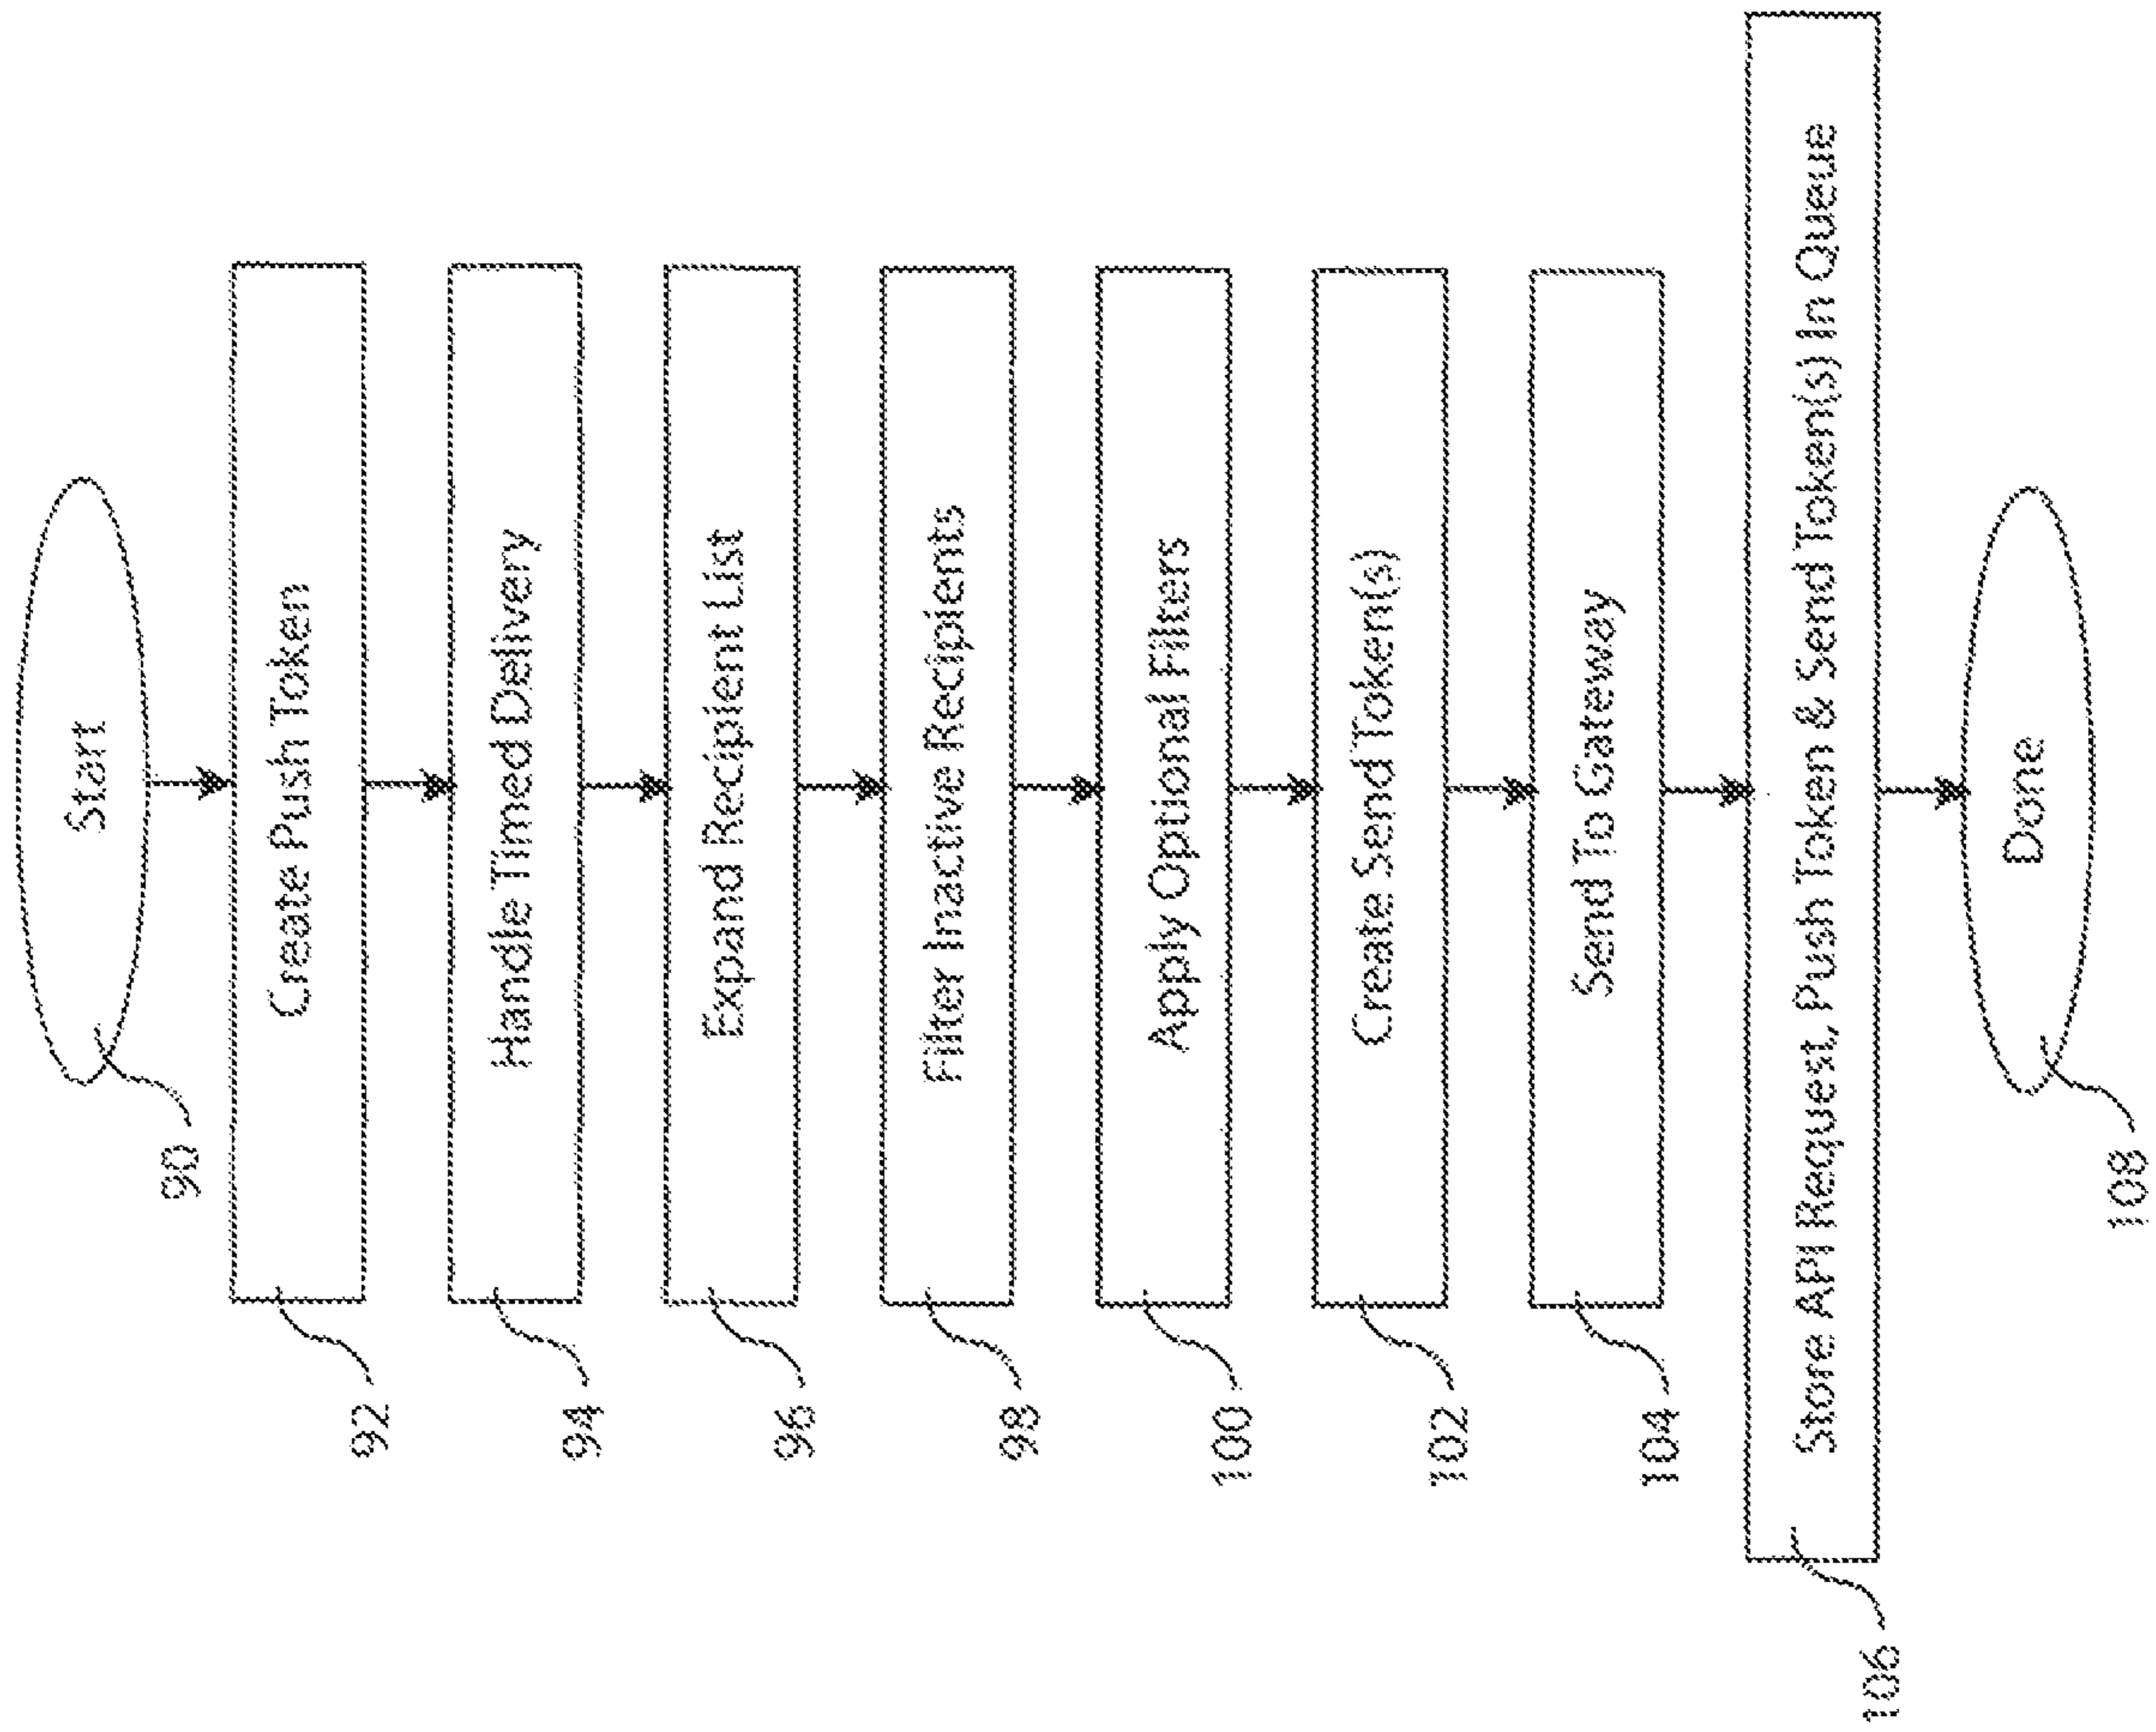 Start
90
Create Push Token
92
Handle Timed Delivery
94
Expand Recipient List
96
Filter Inactive Recipients
98
Apply Optional Filters
100
Create Send Token(s)
102
Send To Gateway
104
Store API Request, Push Token & Send Token(s) In Queue
106
Done
108